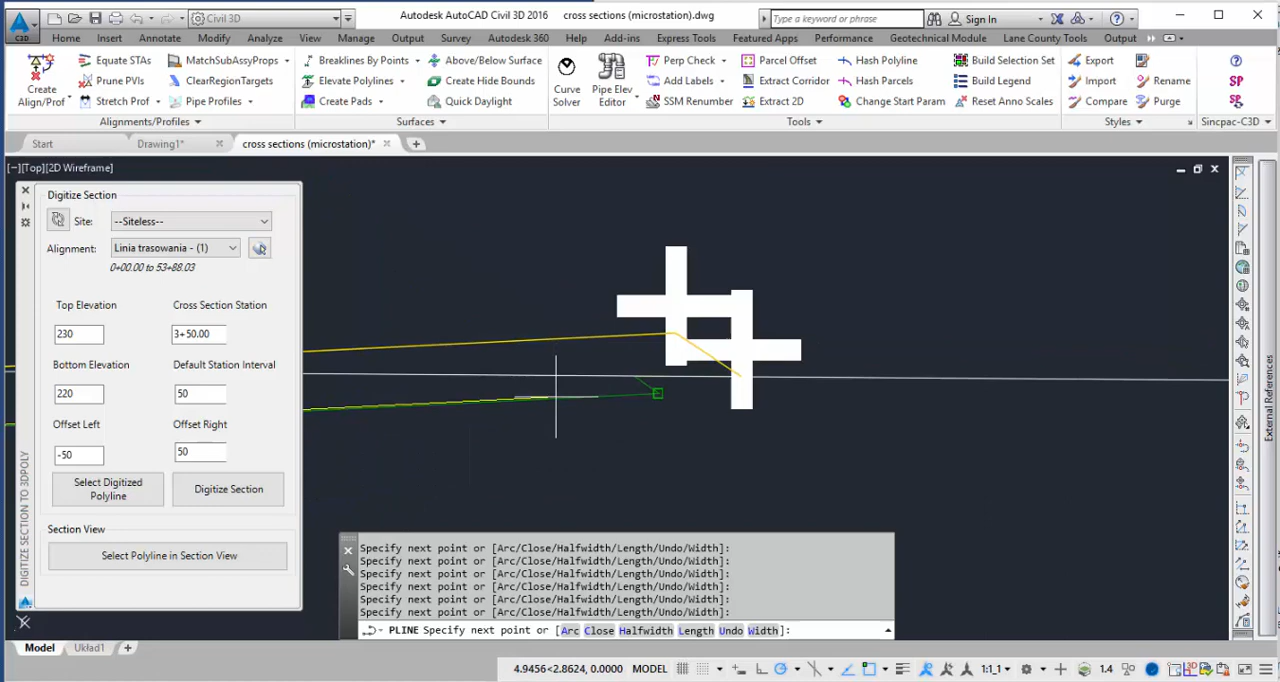 Civil 3D
Autodesk AutoCAD Civil 3D 2016 cross sections (microstation).dwg
Type a keyword or phrase
Sign In
C3D
Home Insert Annotate Modify Analyze View Manage Output Survey Autodesk 360 Help Add-ins Express Tools Featured Apps Performance Geotechnical Module Lane County Tools Output
Create Align/Prof
Equate STAs
Prune PVIs
Stretch Prof
MatchSubAssyProps
ClearRegionTargets
Pipe Profiles
Alignments/Profiles
Breaklines By Points
Elevate Polylines
Create Pads
Above/Below Surface
Create Hide Bounds
Quick Daylight
Surfaces
Curve Solver
Pipe Elev Editor
Perp Check
Add Labels
SSM Renumber
Parcel Offset
Extract Corridor
Extract 2D
Hash Polyline
Hash Parcels
Change Start Param
Build Selection Set
Build Legend
Reset Anno Scales
Tools
Export
Import
Compare
Rename
Purge
Styles
SP
SP
Sincpac-C3D
Start
Drawing1*
cross sections (microstation)*
[−][Top][2D Wireframe]
Digitize Section
Site: --Siteless--
Alignment: Linia trasowania - (1)
0+00.00 to 53+88.03
Top Elevation
Cross Section Station
230
3+50.00
Bottom Elevation
Default Station Interval
220
50
Offset Left
Offset Right
-50
50
Select Digitized Polyline
Digitize Section
Section View
Select Polyline in Section View
DIGITIZE SECTION TO 3DPOLY
External References
Specify next point or [Arc/Close/Halfwidth/Length/Undo/Width]:
Specify next point or [Arc/Close/Halfwidth/Length/Undo/Width]:
Specify next point or [Arc/Close/Halfwidth/Length/Undo/Width]:
Specify next point or [Arc/Close/Halfwidth/Length/Undo/Width]:
Specify next point or [Arc/Close/Halfwidth/Length/Undo/Width]:
Specify next point or [Arc/Close/Halfwidth/Length/Undo/Width]:
PLINE Specify next point or [Arc Close Halfwidth Length Undo Width]:
Model
Układ1
4.9456<2.8624, 0.0000 MODEL
1:1_1
1.4